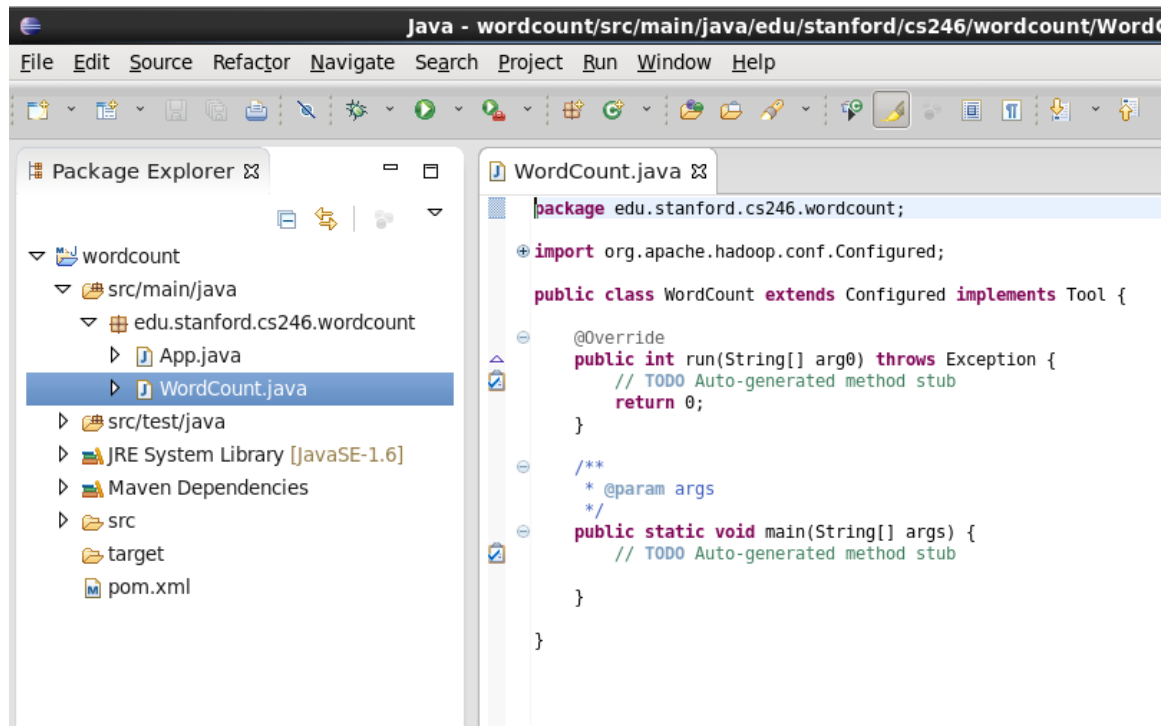 Java - wordcount/src/main/java/edu/stanford/cs246/wordcount/Word
File Edit Source Refactor Navigate Search Project Run Window Help
Package Explorer
wordcount
src/main/java
edu.stanford.cs246.wordcount
App.java
WordCount.java
src/test/java
JRE System Library [JavaSE-1.6]
Maven Dependencies
src
target
pom.xml
WordCount.java
package edu.stanford.cs246.wordcount;
import org.apache.hadoop.conf.Configured;
public class WordCount extends Configured implements Tool {
@Override
public int run(String[] arg0) throws Exception {
// TODO Auto-generated method stub
return 0;
}
/**
* @param args
*/
public static void main(String[] args) {
// TODO Auto-generated method stub
}
}